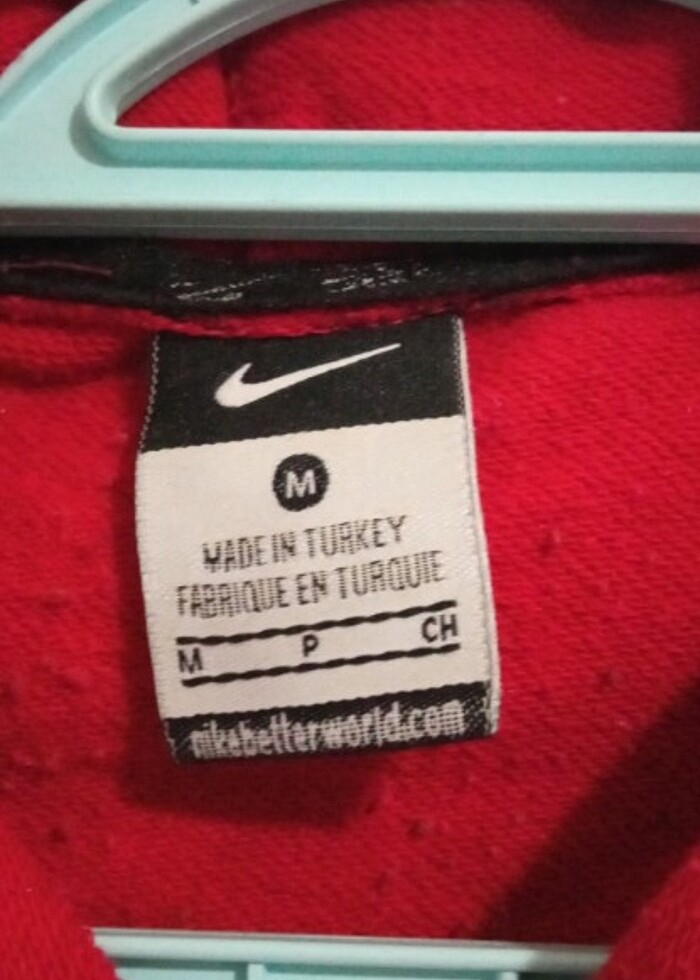 M
MADE IN TURKEY
FABRIQUE EN TURQUIE
M P CH
nikebetterworld.com